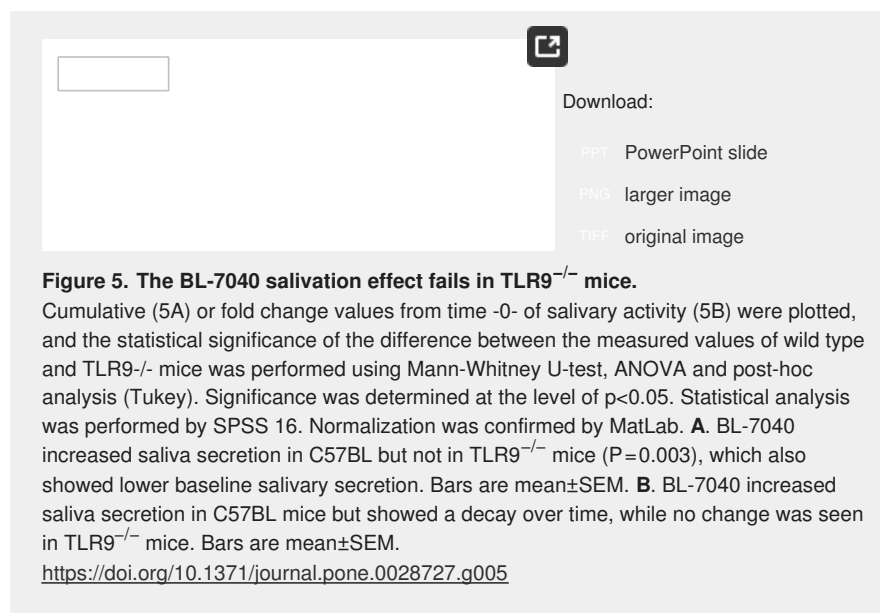 Download:
PPT PowerPoint slide
PNG larger image
TIFF original image
Figure 5. The BL-7040 salivation effect fails in TLR9−/− mice.
Cumulative (5A) or fold change values from time -0- of salivary activity (5B) were plotted,
and the statistical significance of the difference between the measured values of wild type
and TLR9-/- mice was performed using Mann-Whitney U-test, ANOVA and post-hoc
analysis (Tukey). Significance was determined at the level of p<0.05. Statistical analysis
was performed by SPSS 16. Normalization was confirmed by MatLab. A. BL-7040
increased saliva secretion in C57BL but not in TLR9−/− mice (P=0.003), which also
showed lower baseline salivary secretion. Bars are mean±SEM. B. BL-7040 increased
saliva secretion in C57BL mice but showed a decay over time, while no change was seen
in TLR9−/− mice. Bars are mean±SEM.
https://doi.org/10.1371/journal.pone.0028727.g005